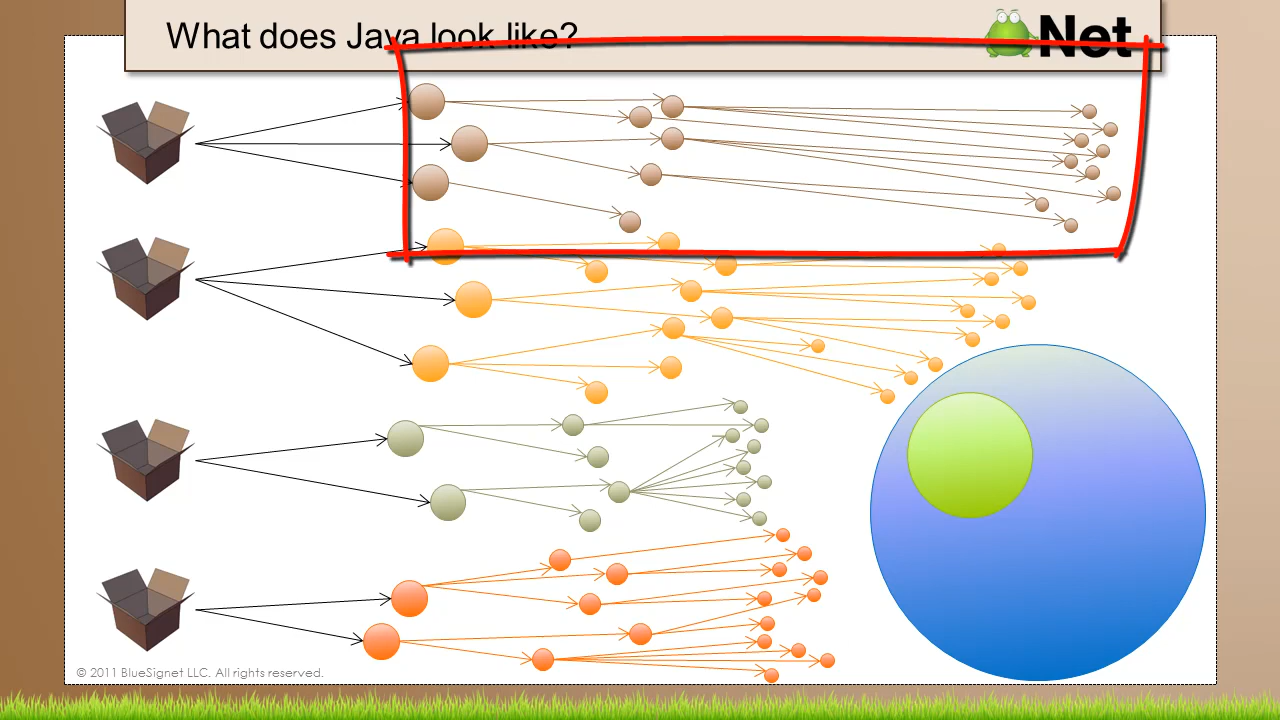 What does Java look like?
Net
© 2011 BlueSignet LLC. All rights reserved.